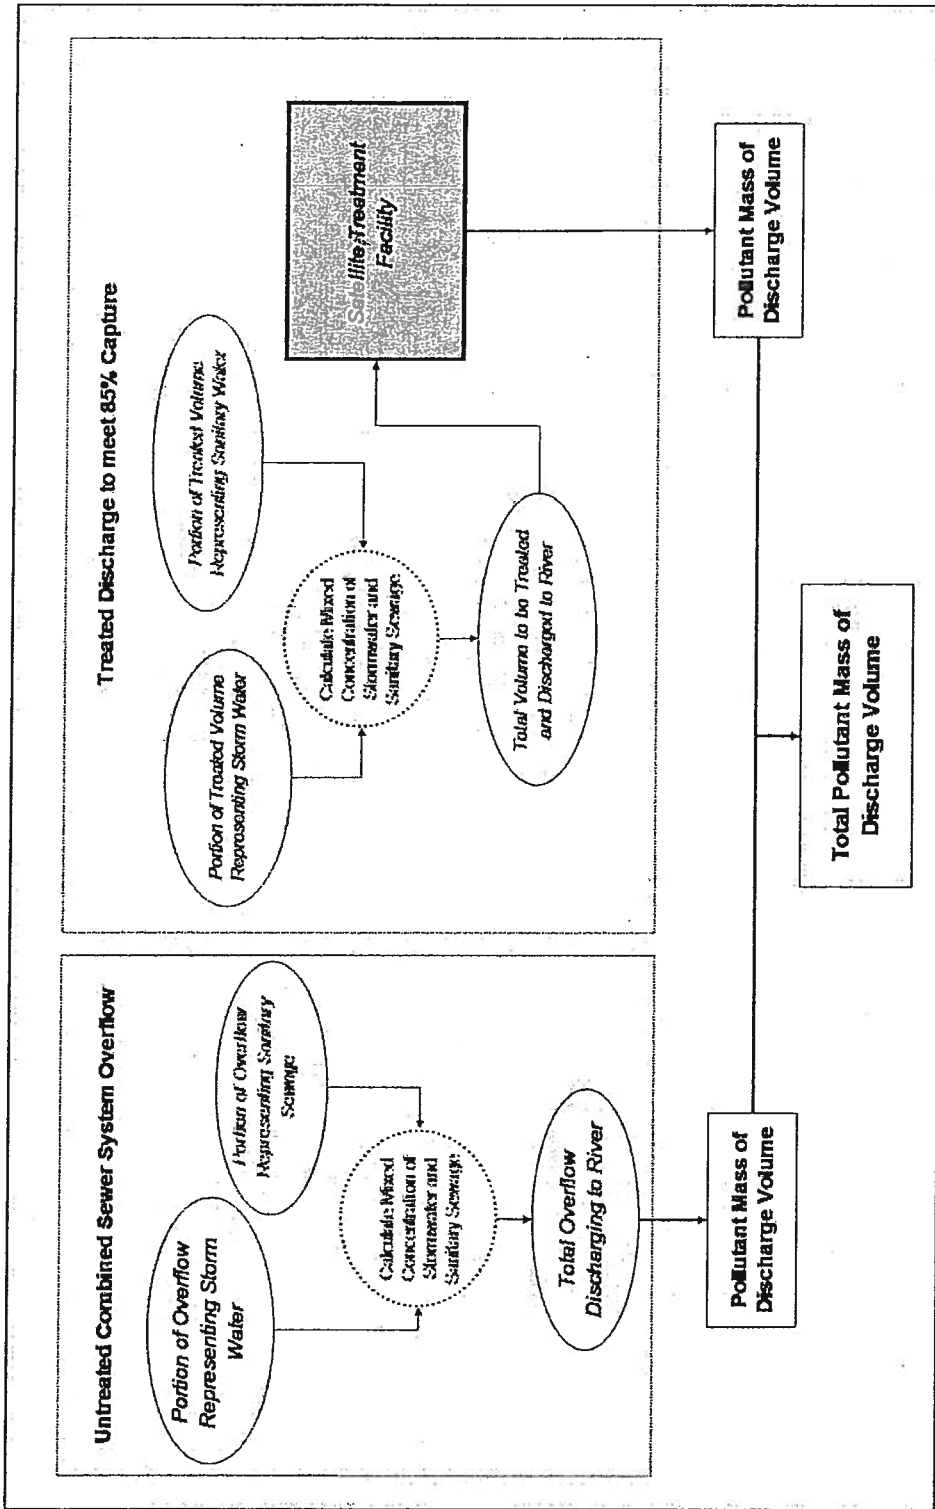 Untreated Combined Sewer System Overflow
Portion of Overflow
Representing Storm
Water
Portion of Overflow
Representing Sanitary
Sewage
Calculate Mixed
Concentration of
Stormwater and
Sanitary Sewage
Total Overflow
Discharging to River
Pollutant Mass of
Discharge Volume
Treated Discharge to meet 85% Capture
Portion of Treated Volume
Representing Storm Water
Portion of Treated Volume
Representing Sanitary Water
Calculate Mixed
Concentration of
Stormwater and
Sanitary Sewage
Total Volume to be Treated
and Discharged to River
Satellite Treatment
Facility
Pollutant Mass of
Discharge Volume
Total Pollutant Mass of
Discharge Volume